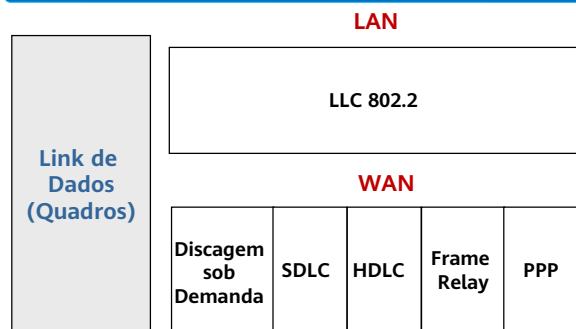 LAN
LLC 802.2
Link de
Dados
(Quadros)
WAN
Discagem
sob
Demanda
SDLC
HDLC
Frame
Relay
PPP